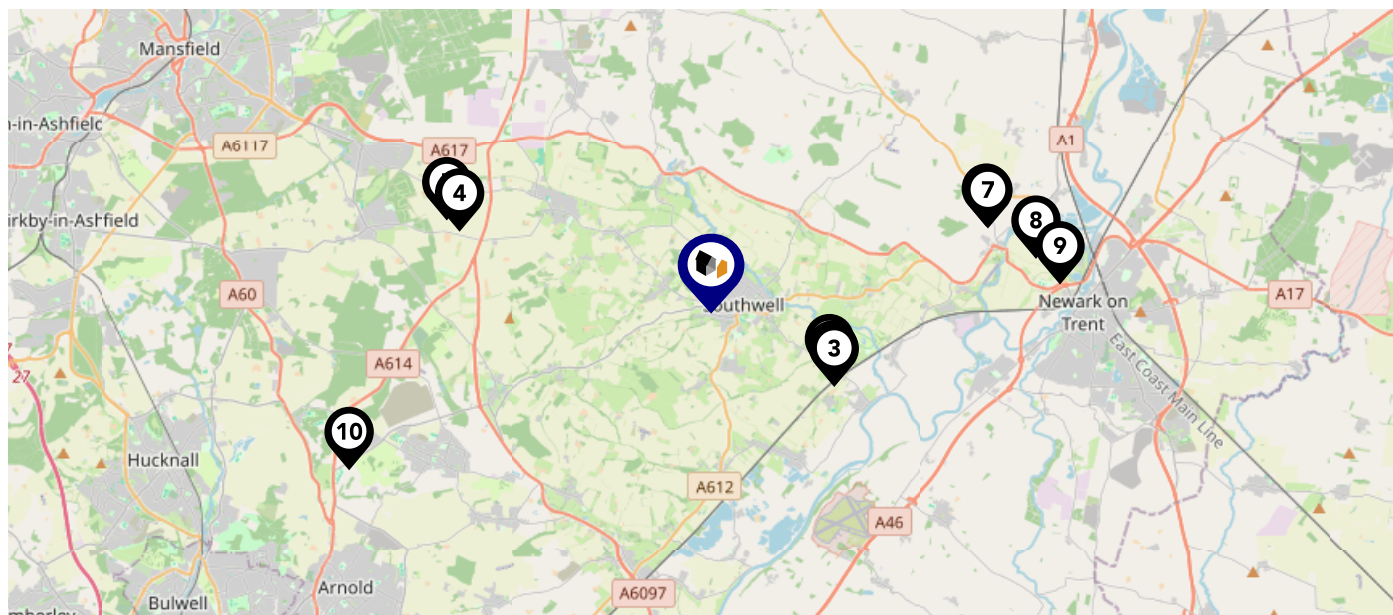 Mansfield
n-in-Ashfield
A6117
A617
A1
4
7
irkby-in-Ashfield
8
9
A60
Southwell
A17
Newark on
Trent
3
A614
27
East Coast Main Line
10
Hucknall
A612
A46
Arnold
A6097
Bulwell